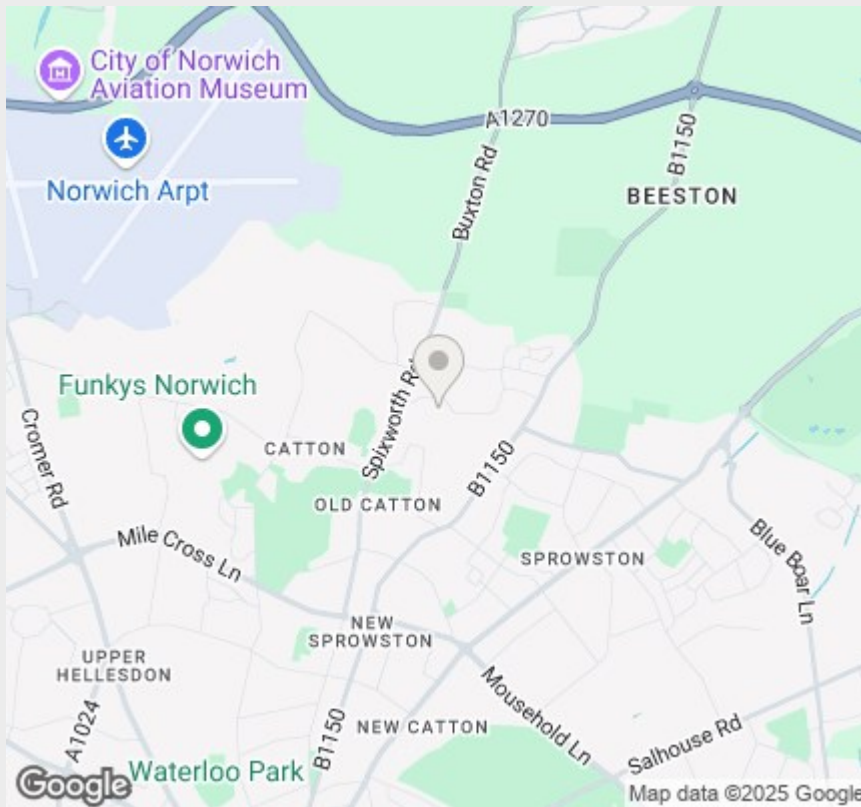 City of Norwich
Aviation Museum
A1270
B1150
Norwich Arpt
Buxton Rd
BEESTON
Funkys Norwich
Spixworth Rd
Cromer Rd
CATTON
B1150
OLD CATTON
Mile Cross Ln
SPROWSTON
Blue Boar Ln
NEW
SPROWSTON
UPPER
HELLESDON
Mousehold Ln
A1024
B1150
NEW CATTON
Salhouse Rd
Waterloo Park
Google
Map data ©2025 Google